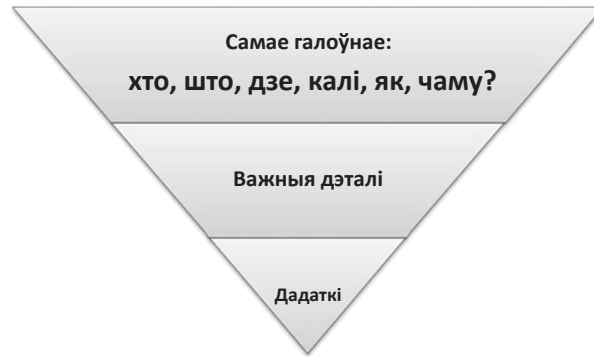 Самае галоўнае:
хто, што, дзе, калі, як, чаму?
Важныя дэталі
Дадаткі